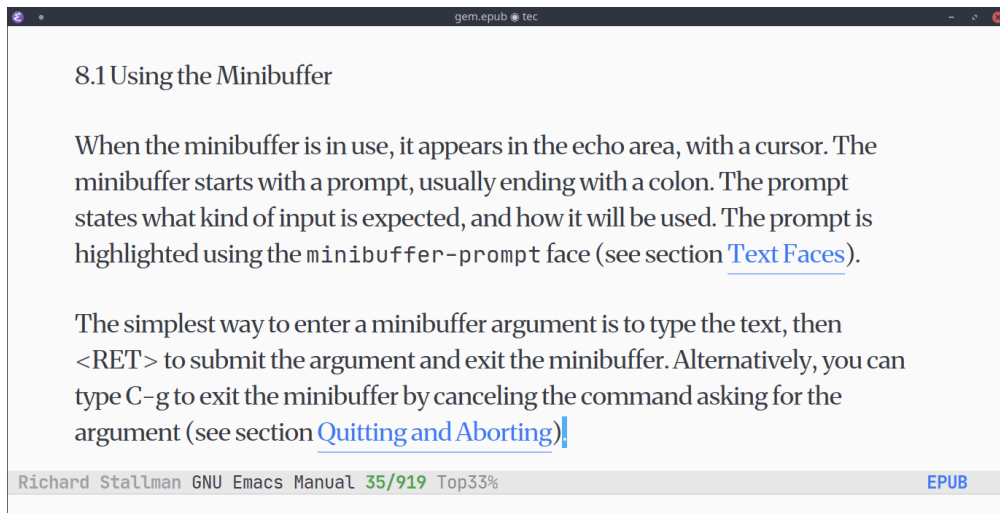 gem.epub ◉ tec
8.1 Using the Minibuffer
When the minibuffer is in use, it appears in the echo area, with a cursor. The
minibuffer starts with a prompt, usually ending with a colon. The prompt
states what kind of input is expected, and how it will be used. The prompt is
highlighted using the minibuffer-prompt face (see section Text Faces).
The simplest way to enter a minibuffer argument is to type the text, then
<RET> to submit the argument and exit the minibuffer. Alternatively, you can
type C-g to exit the minibuffer by canceling the command asking for the
argument (see section Quitting and Aborting).
Richard Stallman GNU Emacs Manual 35/919 Top33% EPUB